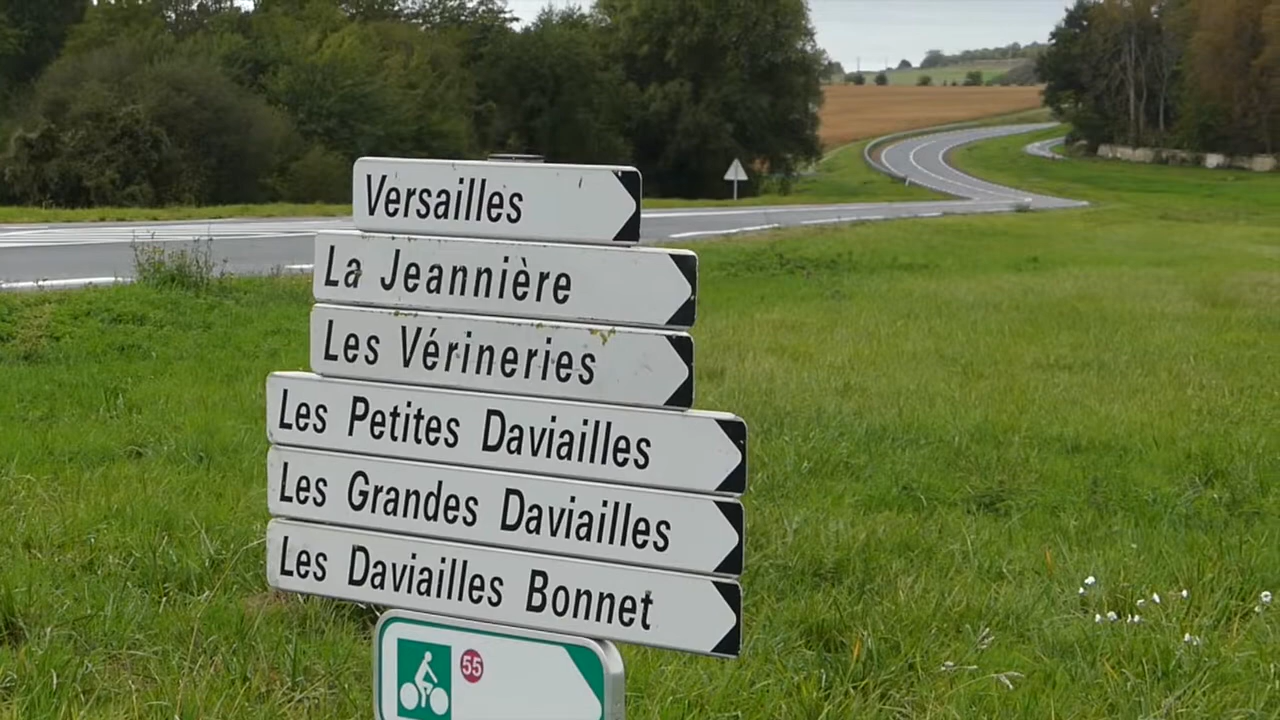 Versailles
La Jeannière
Les Vérineries
Les Petites Daviailles
Les Grandes Daviailles
Les Daviailles Bonnet
55